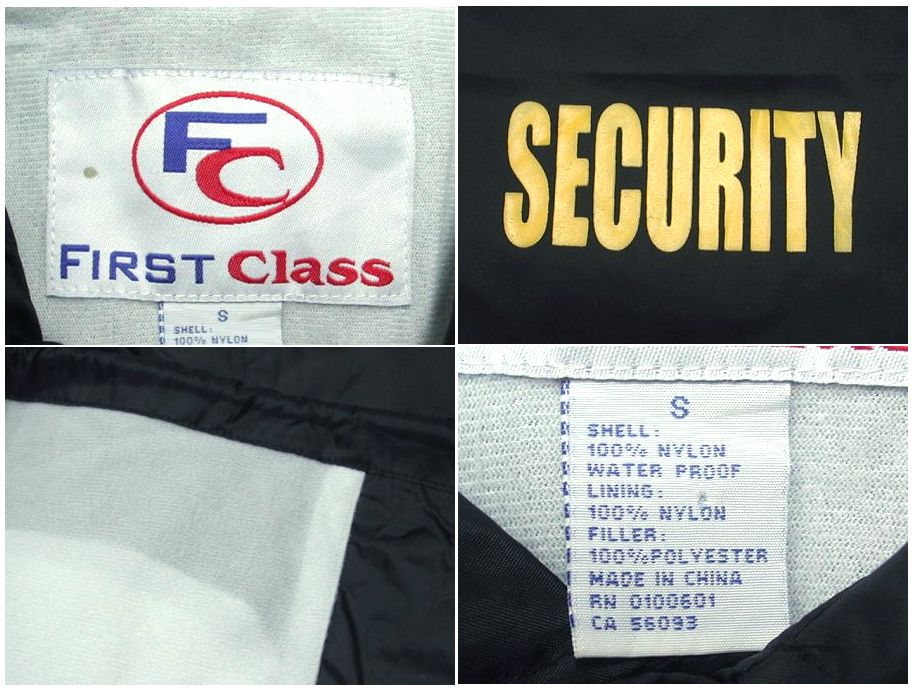 FC
FIRST Class
S
SHELL:
100% NYLON
SECURITY
S
SHELL:
100% NYLON
WATER PROOF
LINING:
100% NYLON
FILLER:
100%POLYESTER
MADE IN CHINA
RN 0100601
CA 56093